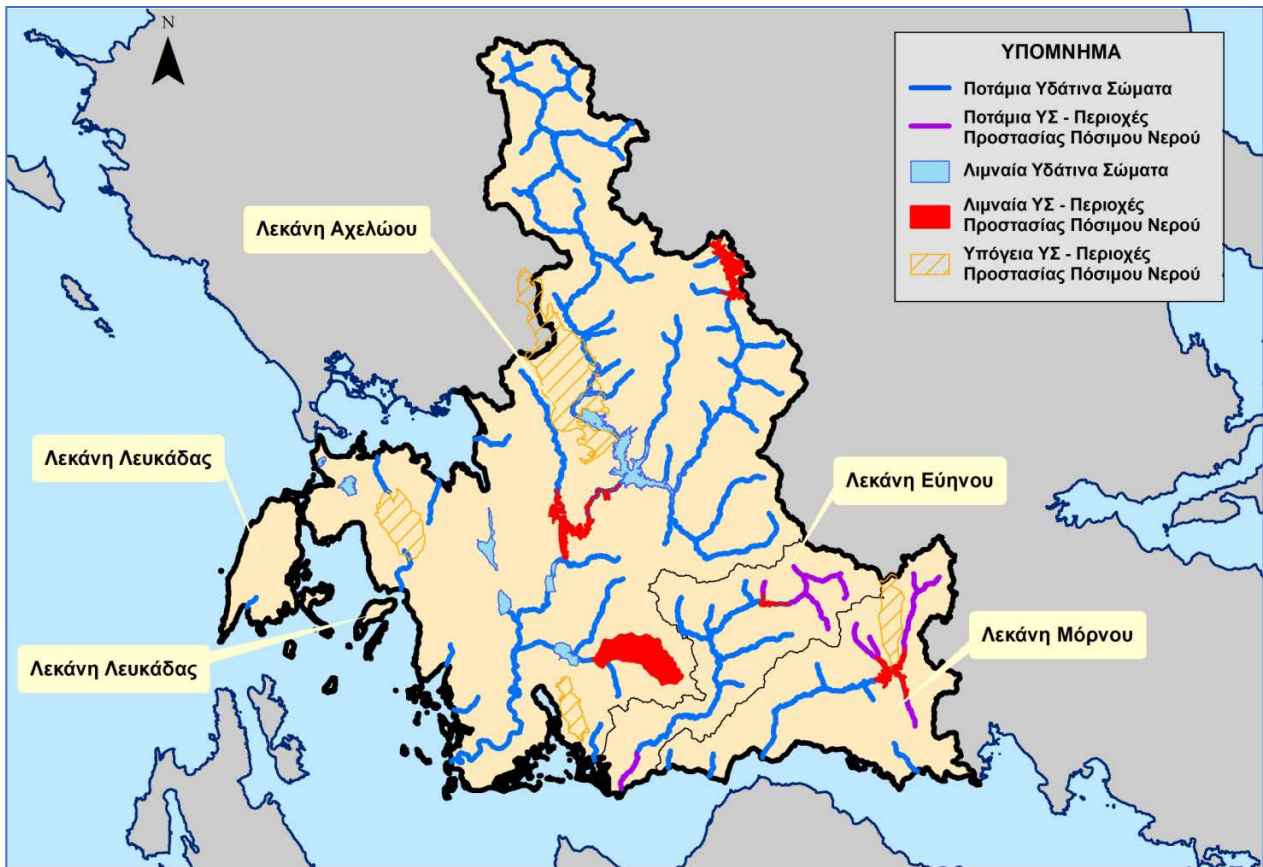 N
ΥΠΟΜΝΗΜΑ
Ποτάμια Υδάτινα Σώματα
Ποτάμια ΥΣ - Περιοχές
Προστασίας Πόσιμου Νερού
Λιμναία Υδάτινα Σώματα
Λιμναία ΥΣ - Περιοχές
Προστασίας Πόσιμου Νερού
Υπόγεια ΥΣ - Περιοχές
Προστασίας Πόσιμου Νερού
Λεκάνη Αχελώου
Λεκάνη Λευκάδας
Λεκάνη Εύηνου
Λεκάνη Μόρνου
Λεκάνη Λευκάδας